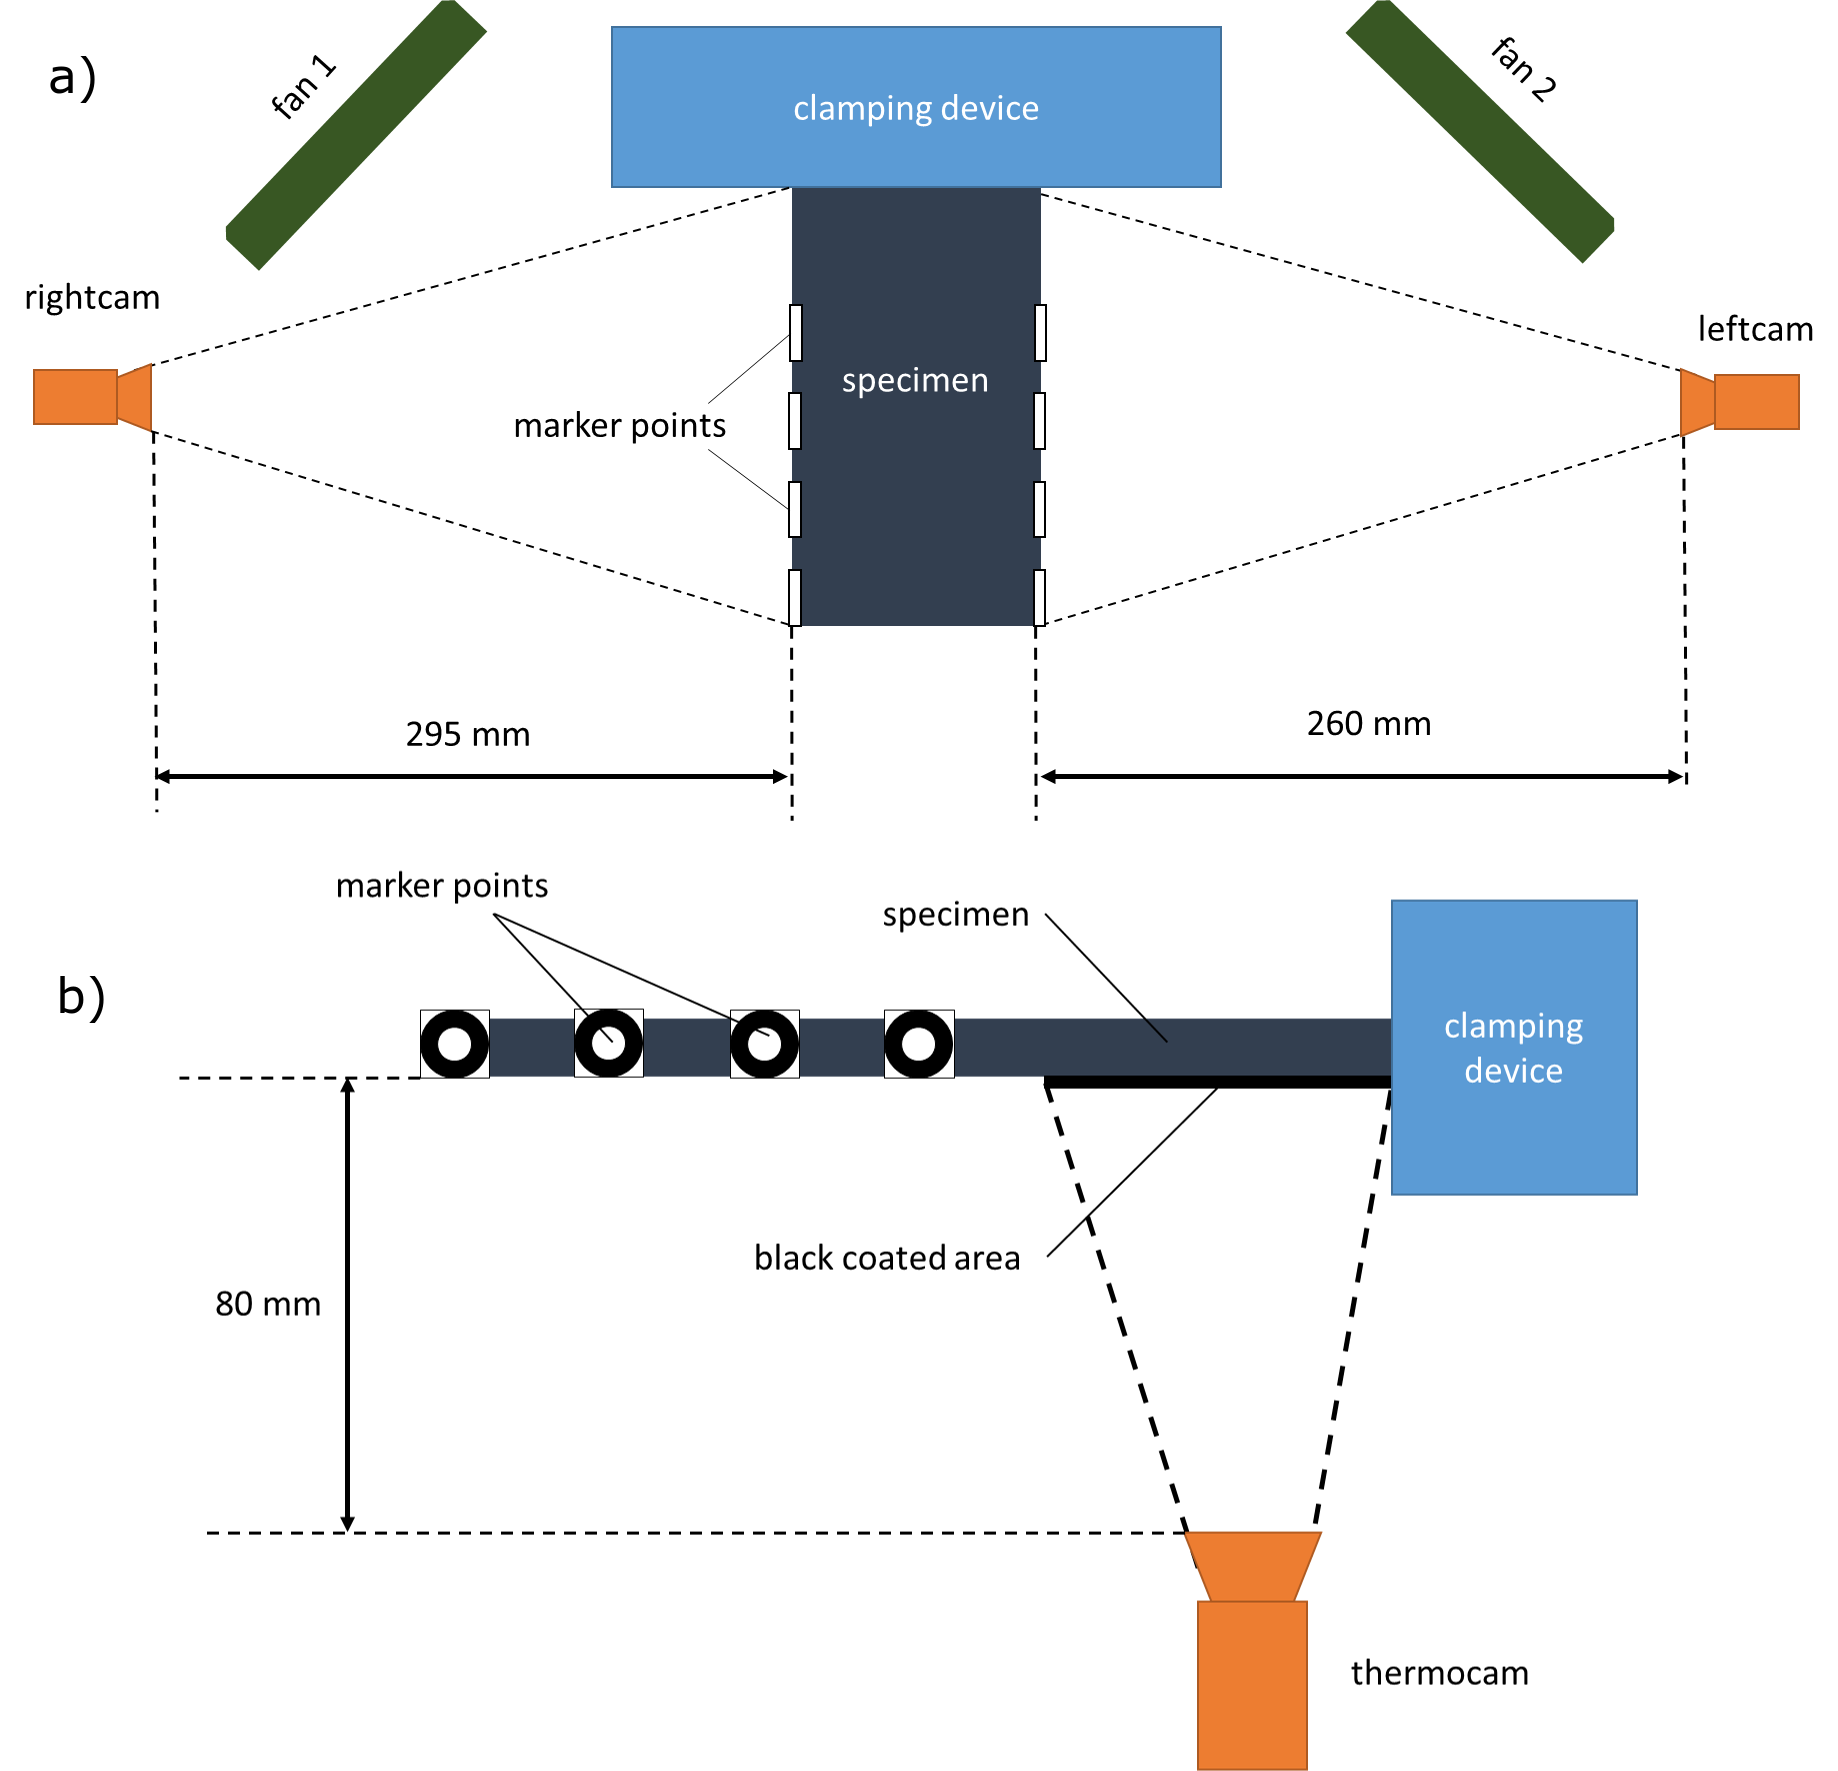 a)
fan 1
clamping device
fan 2
rightcam
leftcam
specimen
marker points
295 mm
260 mm
b)
marker points
specimen
clamping
device
black coated area
80 mm
thermocam